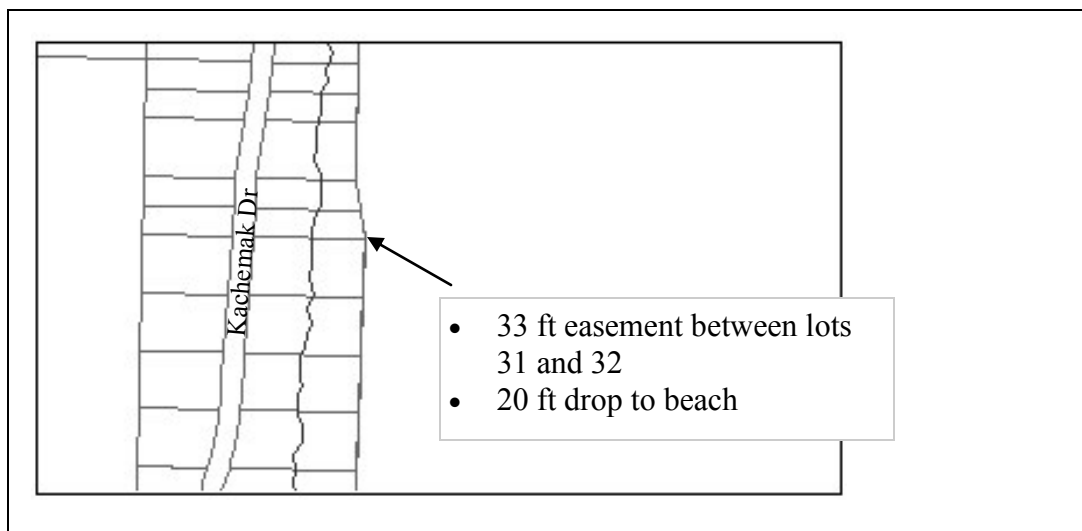 Kachemak Dr
• 33 ft easement between lots
31 and 32
• 20 ft drop to beach